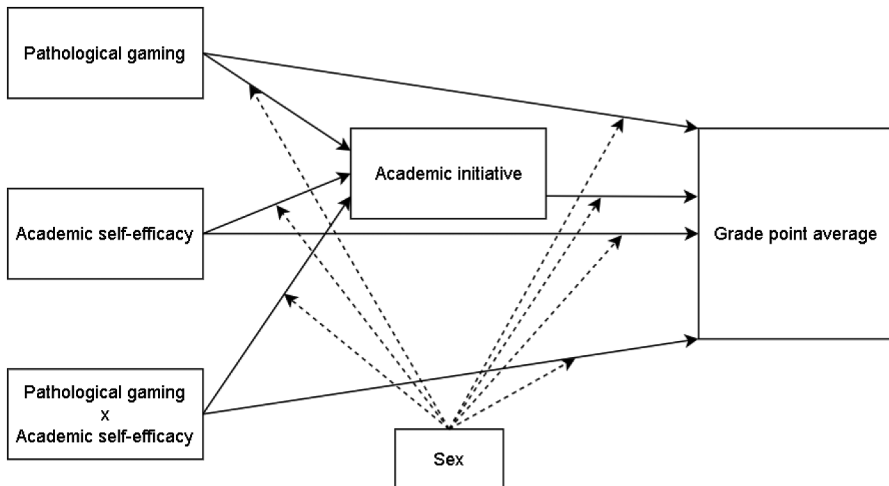 Pathological gaming
Academic initiative
Academic self-efficacy
Grade point average
Pathological gaming
x
Academic self-efficacy
Sex